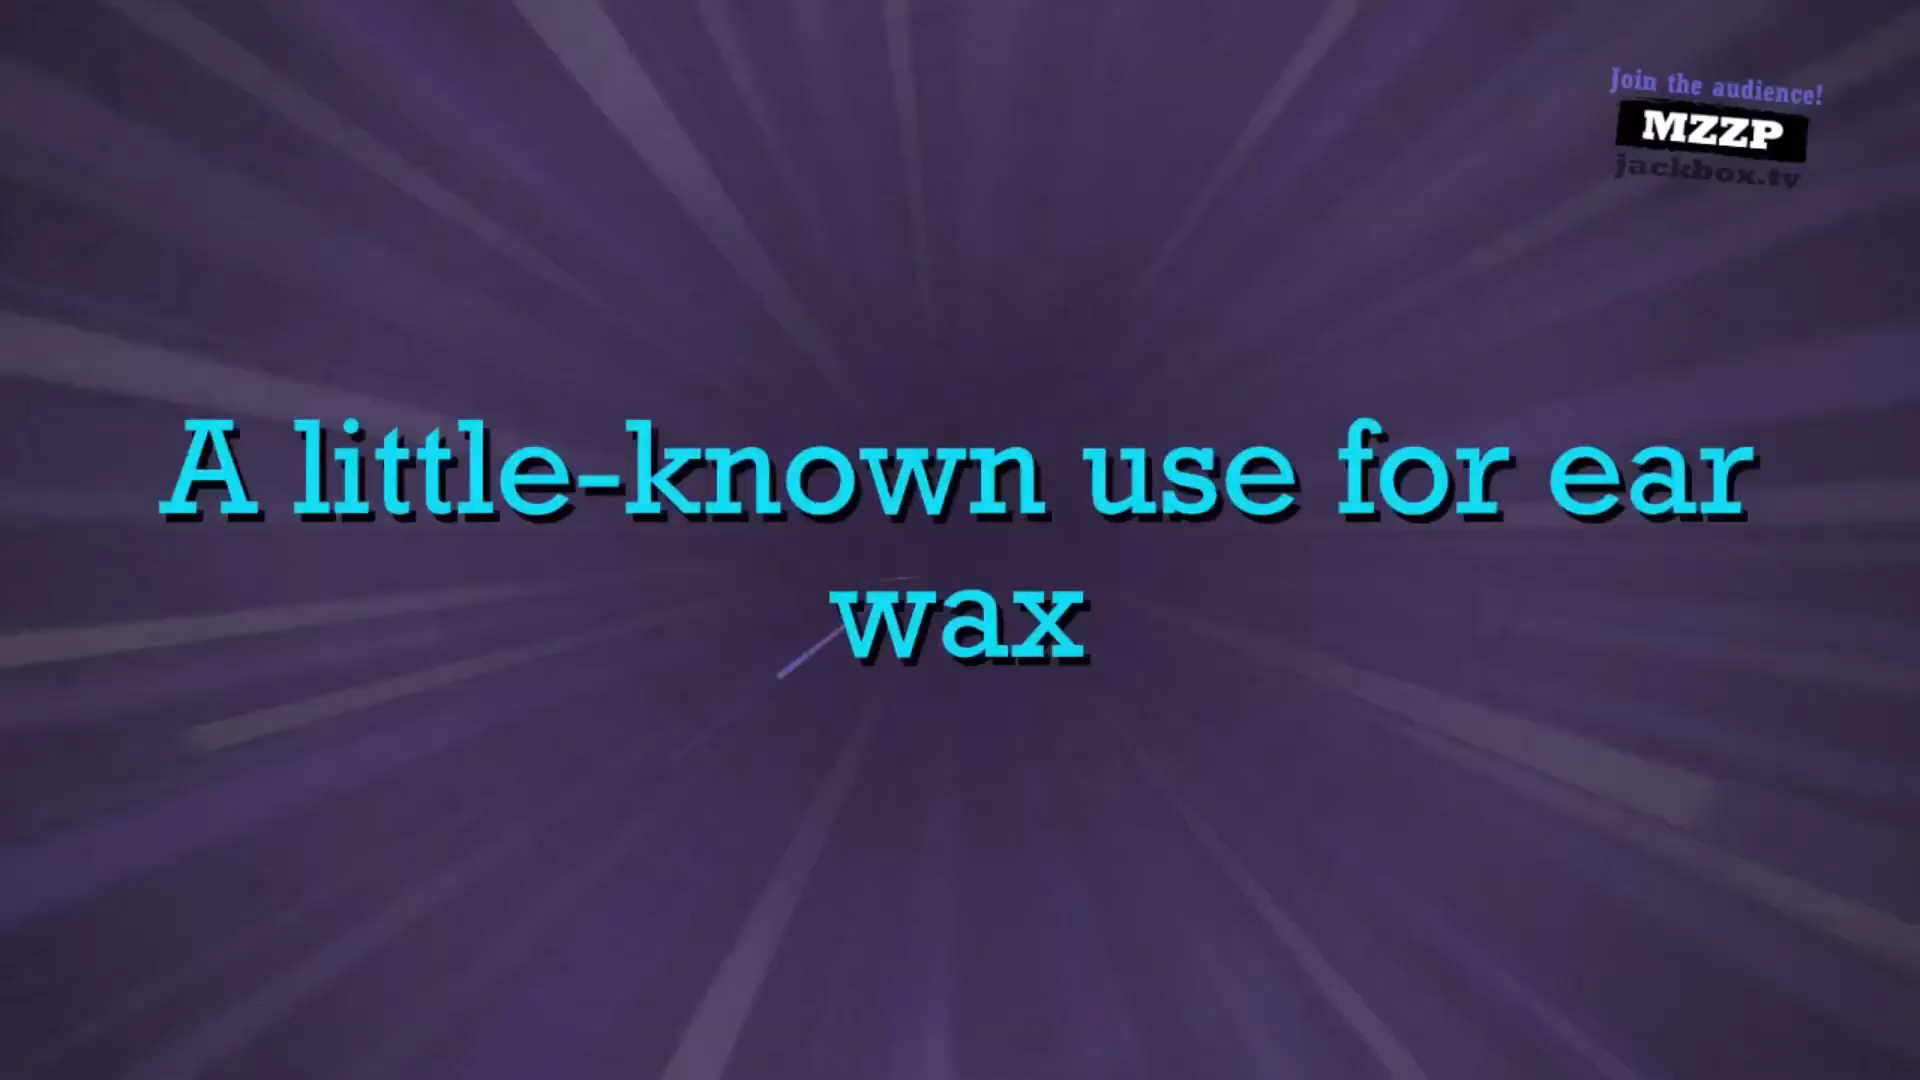 Join the audience!
MZZP
jackbox.tv
A little-known use for ear
wax